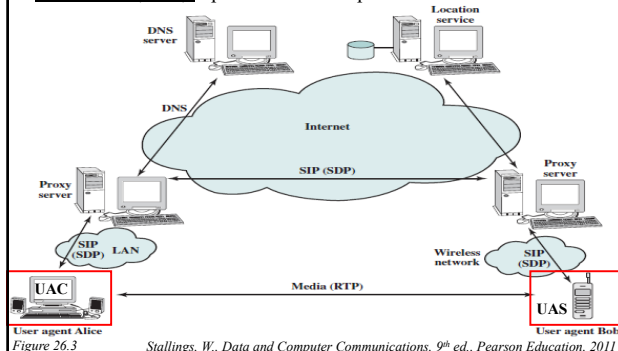 DNS
server
Location
service
DNS
Internet
SIP (SDP)
Proxy
server
Proxy
server
SIP
(SDP)
LAN
Wireless
network
SIP
(SDP)
UAC
Media (RTP)
UAS
User agent Alice
User agent Bob
Figure 26.3
Stallings, W., Data and Computer Communications, 9th ed., Pearson Education, 2011